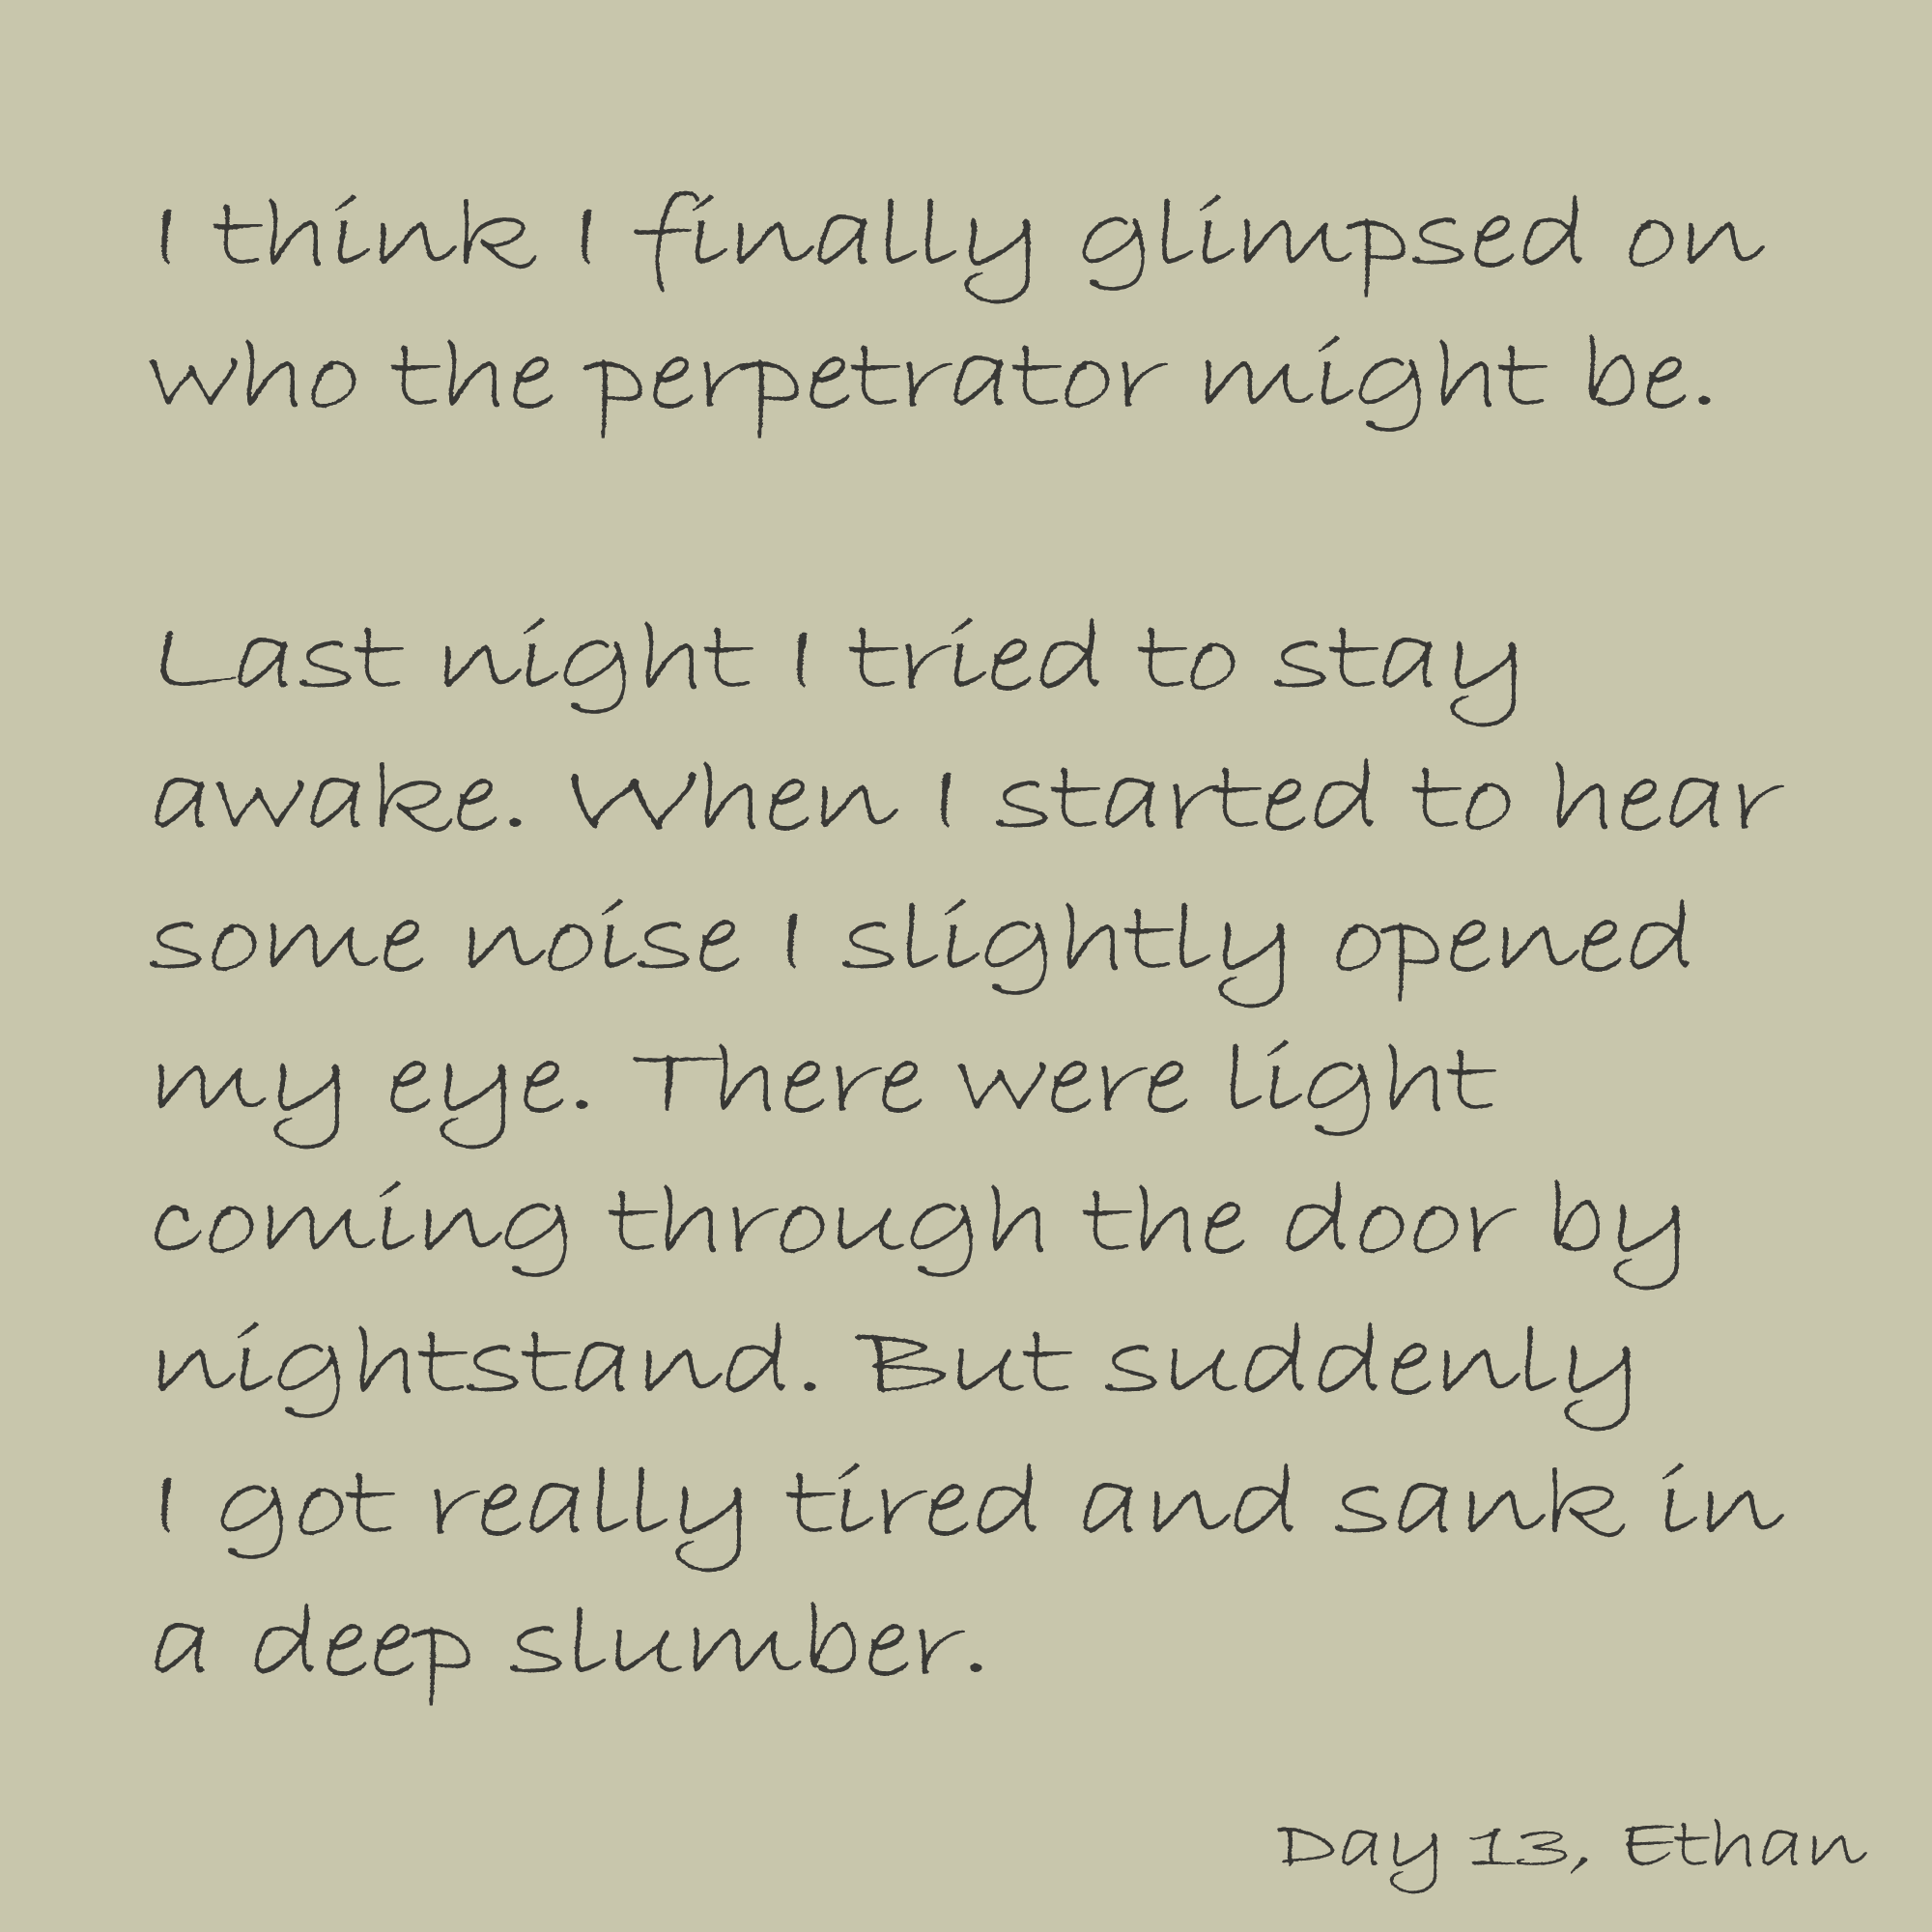 I think I finally glimpsed on
who the perpetrator might be.
Last night I tried to stay
awake. When I started to hear
some noise I slightly opened
my eye. There were light
coming through the door by
nightstand. But suddenly
I got really tired and sank in
a deep slumber.
Day 13, Ethan